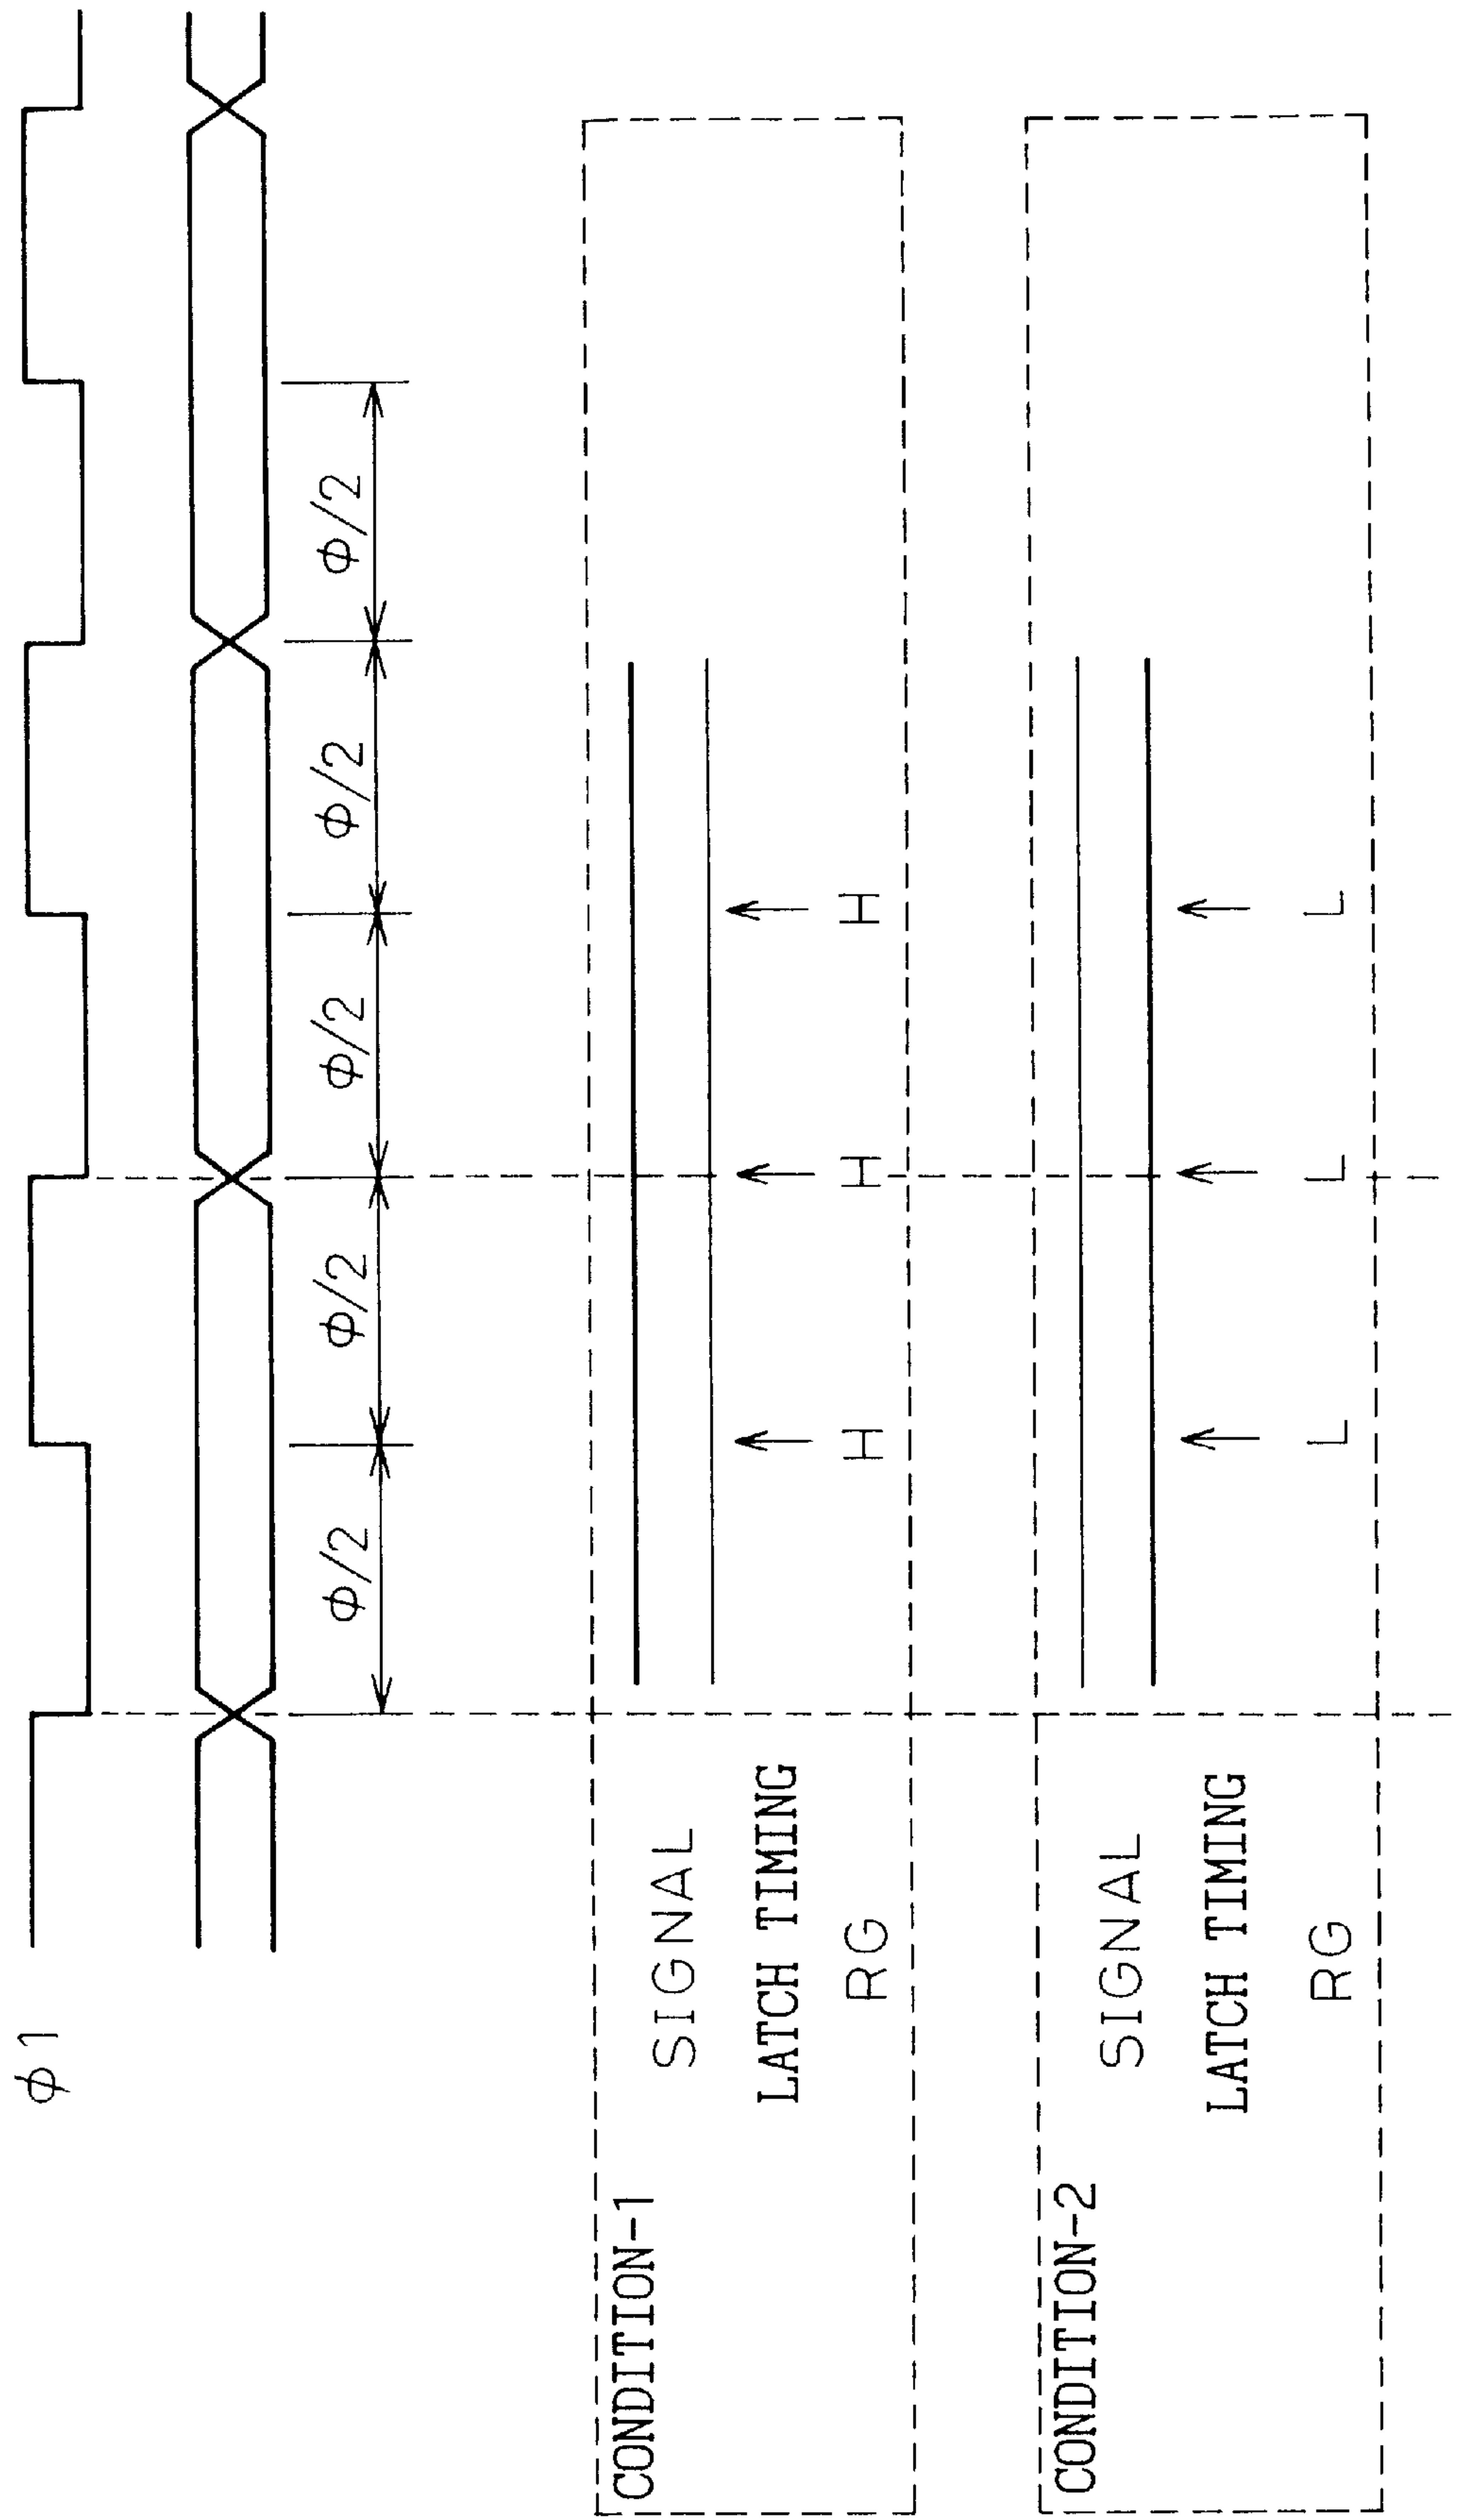 φ1
φ/2 φ/2 φ/2 φ/2 φ/2
CONDITION-1
SIGNAL
LATCH TIMING
RG H H H
CONDITION-2
SIGNAL
LATCH TIMING
RG L L L